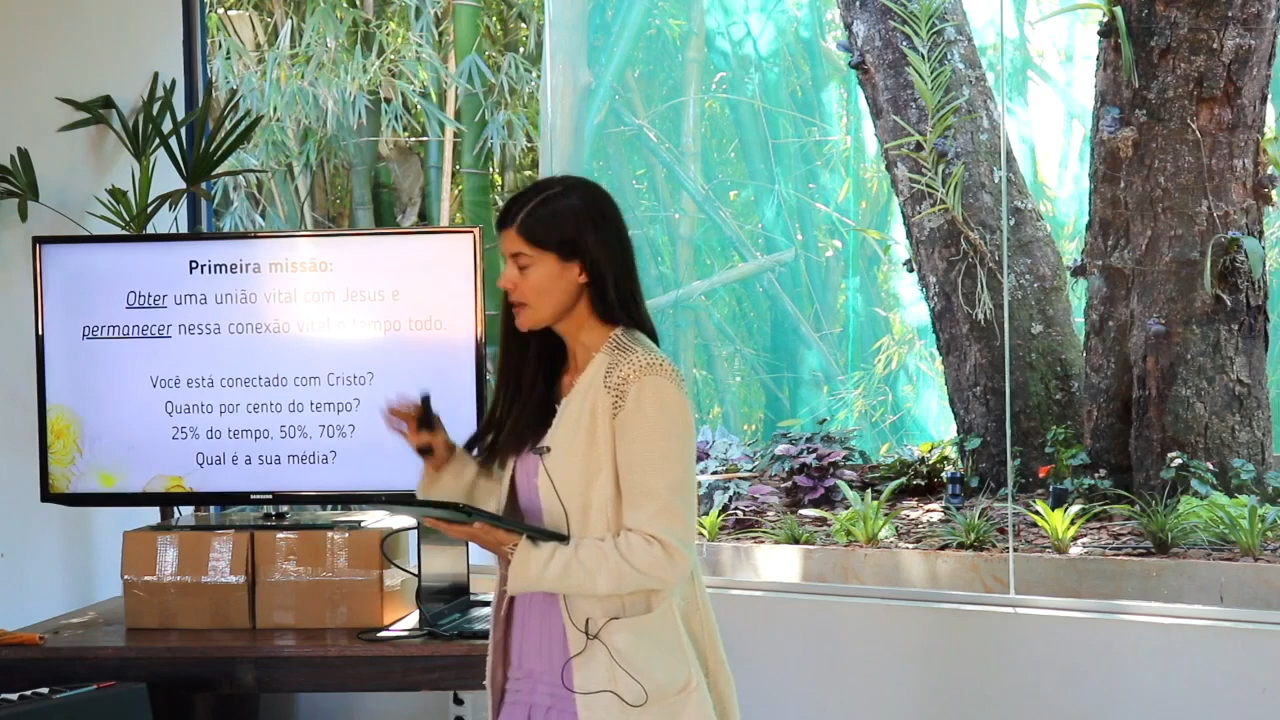 Primeira missão:
Obter uma união vital com Jesus e
permanecer nessa conexão vital o tempo todo.
Você está conectado com Cristo?
Quanto por cento do tempo?
25% do tempo, 50%, 70%?
Qual é a sua média?
SAMSUNG